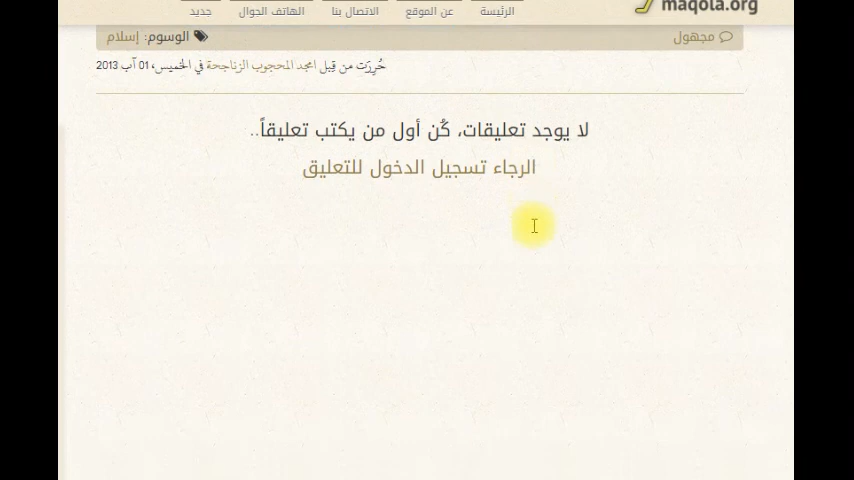 maqola.org
الرئيسة عن الموقع الاتصال بنا الهاتف الجوال جديد
مجهول
الوسوم: إسلام
حُرِرَت من قِبل امجد المحجوب الزناجحة في الخميس، 01 آب 2013
لا يوجد تعليقات، كُن أول من يكتب تعليقاً..
الرجاء تسجيل الدخول للتعليق